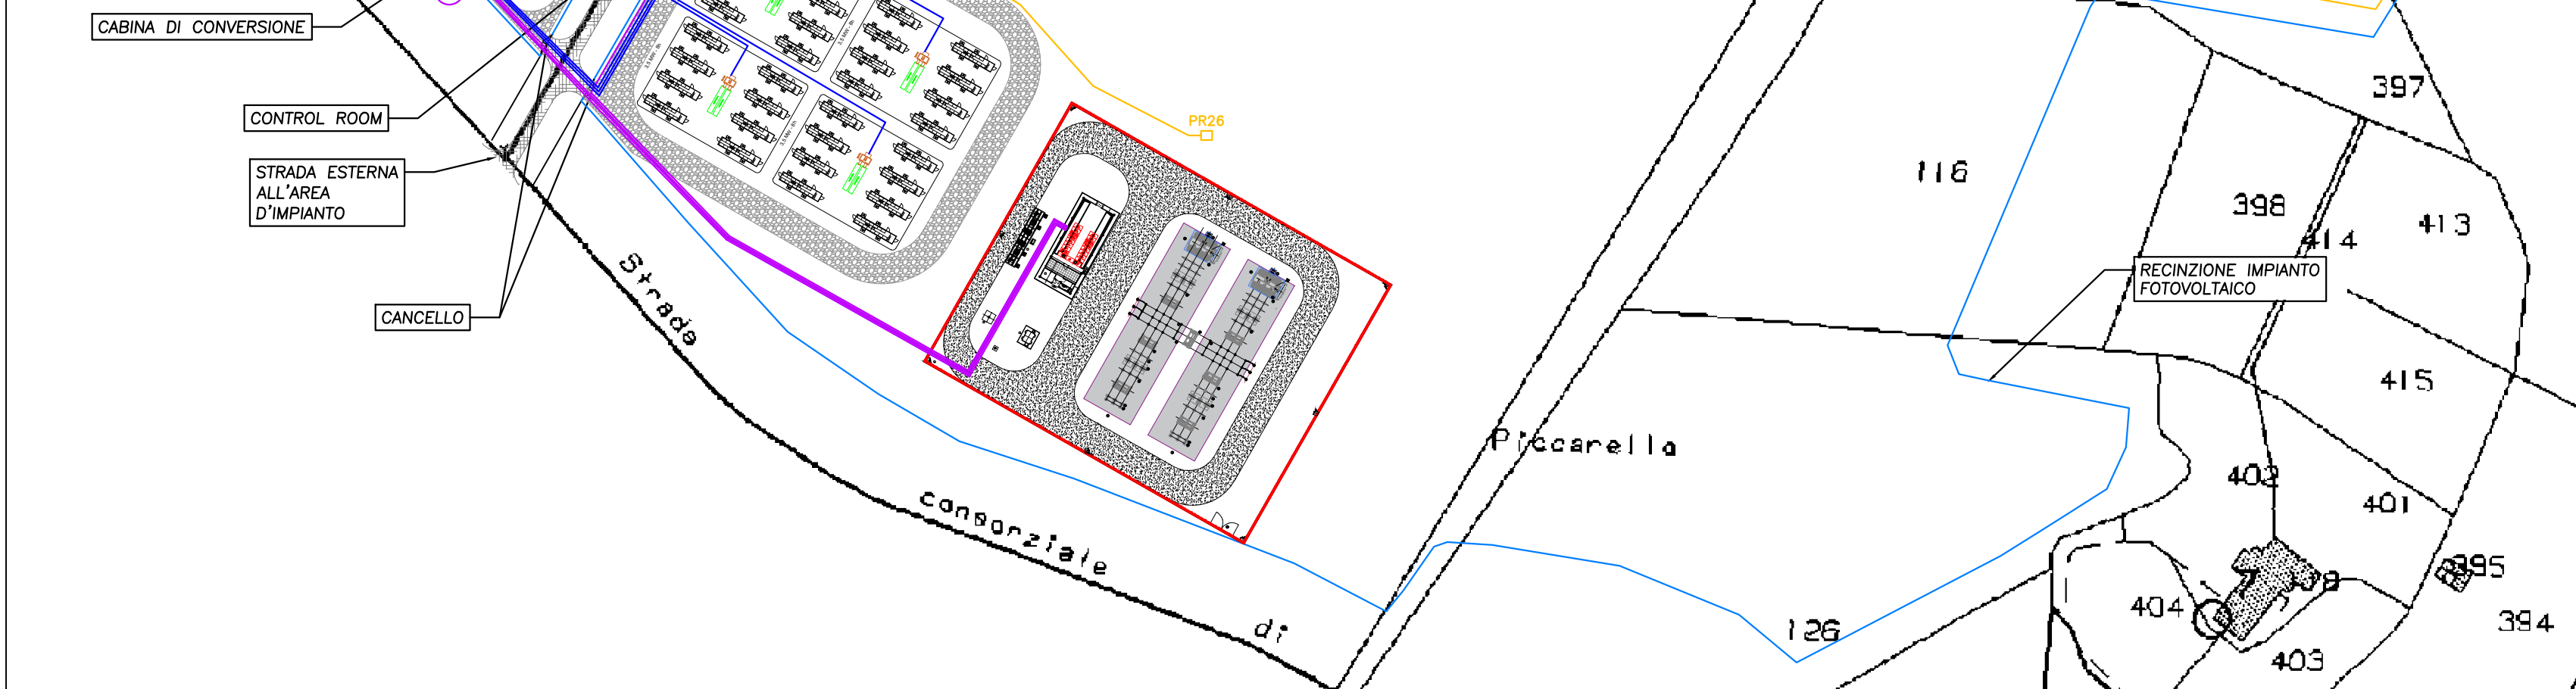 CABINA DI CONVERSIONE
CONTROL ROOM
STRADA ESTERNA
ALL'AREA
D'IMPIANTO
CANCELLO
PR26
Strada
consorziale
di
Piccarella
RECINZIONE IMPIANTO
FOTOVOLTAICO
116
397
398
413
414
415
402
401
395
394
404
403
126